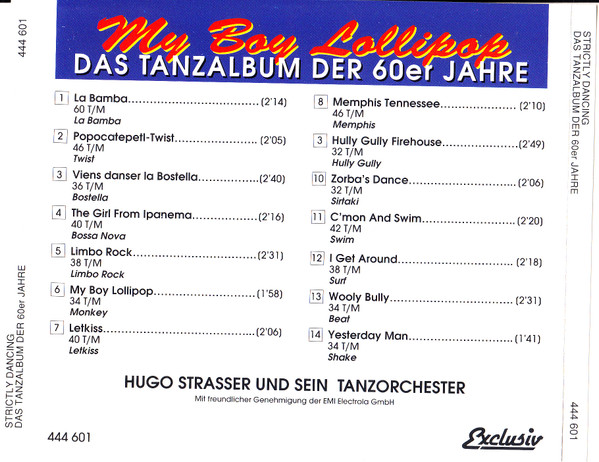 444 601
STRICTLY DANCING
DAS TANZALBUM DER 60er JAHRE
My Boy Lollipop
DAS TANZALBUM DER 60er JAHRE
1 La Bamba (2'14)
60 T/M
La Bamba
2 Popocatepetl-Twist (2'05)
46 T/M
Twist
3 Viens danser la Bostella (2'40)
36 T/M
Bostella
4 The Girl From Ipanema (2'16)
40 T/M
Bossa Nova
5 Limbo Rock (2'31)
38 T/M
Limbo Rock
6 My Boy Lollipop (1'58)
34 T/M
Monkey
7 Letkiss (2'06)
40 T/M
Letkiss
8 Memphis Tennessee (2'10)
46 T/M
Memphis
3 Hully Gully Firehouse (2'49)
32 T/M
Hully Gully
10 Zorba's Dance (2'06)
32 T/M
Sirtaki
11 C'mon And Swim (2'20)
42 T/M
Swim
12 I Get Around (2'18)
38 T/M
Surf
13 Wooly Bully (2'31)
34 T/M
Beat
14 Yesterday Man (1'41)
34 T/M
Shake
HUGO STRASSER UND SEIN TANZORCHESTER
Mit freundlicher Genehmigung der EMI Electrola GmbH
444 601
Exclusiv
STRICTLY DANCING
DAS TANZALBUM DER 60er JAHRE
444 601